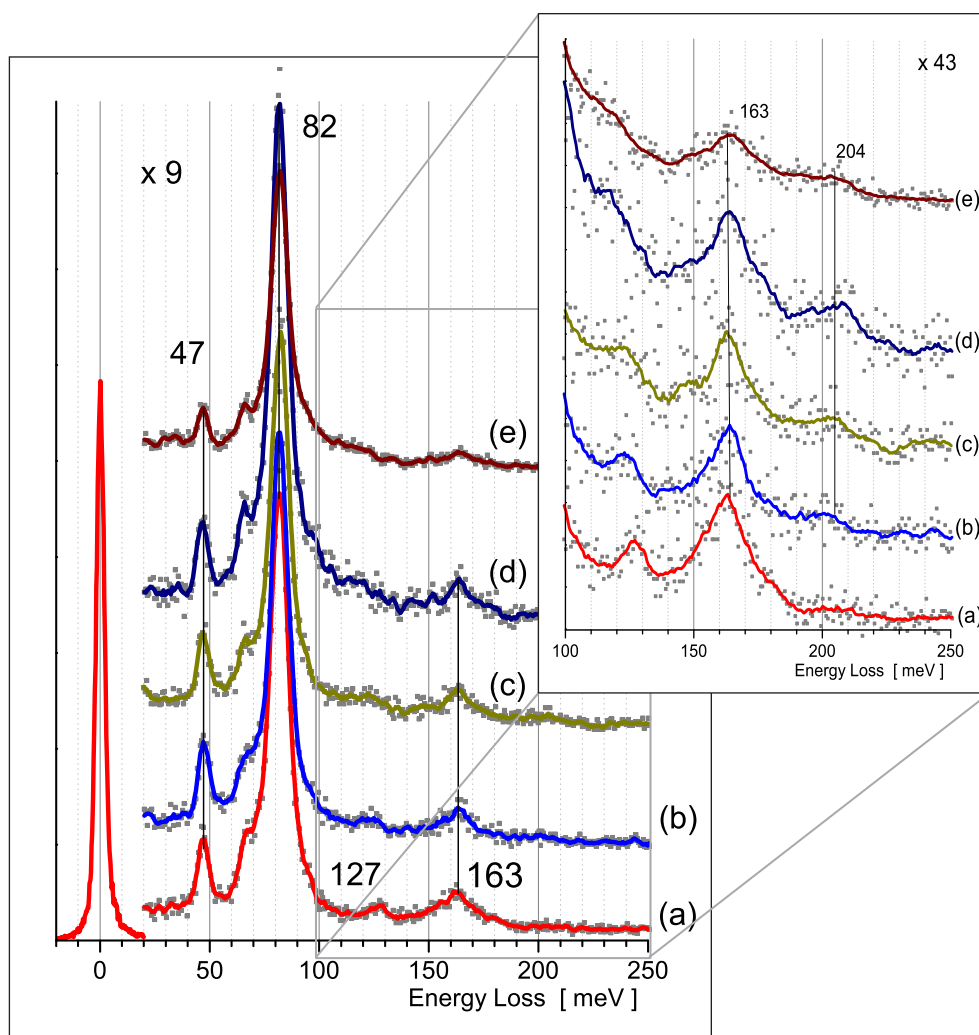 x 43
163
204
(e)
(d)
(c)
(b)
(a)
100 150 200 250
Energy Loss [ meV]
82
x 9
47
(e)
(d)
(c)
(b)
127 163
(a)
0 50 100 150 200 250
Energy Loss [ meV]